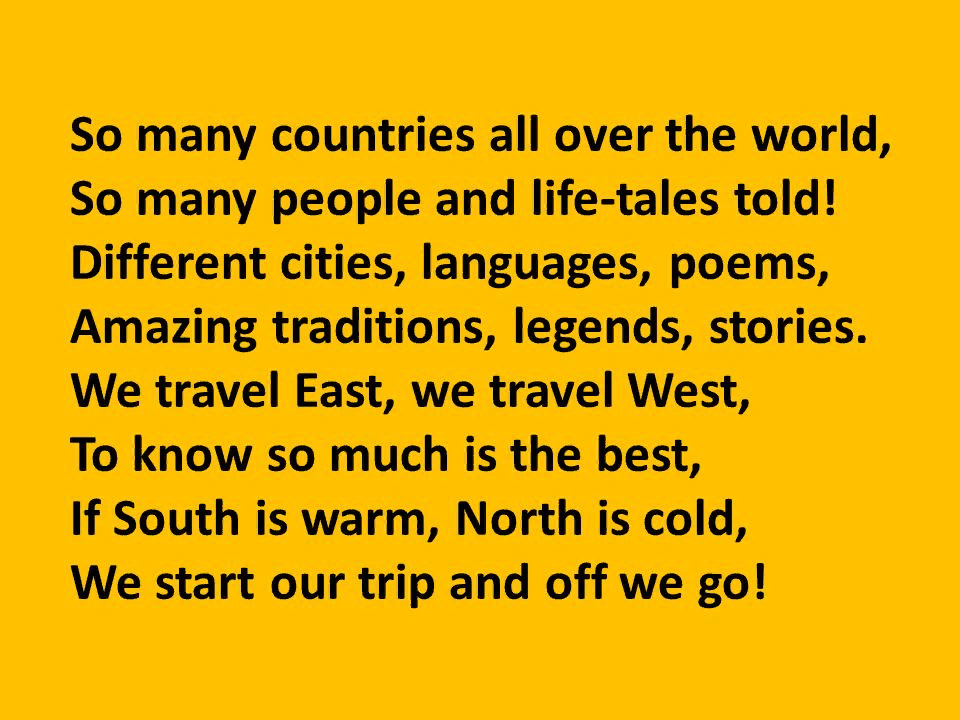 So many countries all over the world,
So many people and life-tales told!
Different cities, languages, poems,
Amazing traditions, legends, stories.
We travel East, we travel West,
To know so much is the best,
If South is warm, North is cold,
We start our trip and off we go!